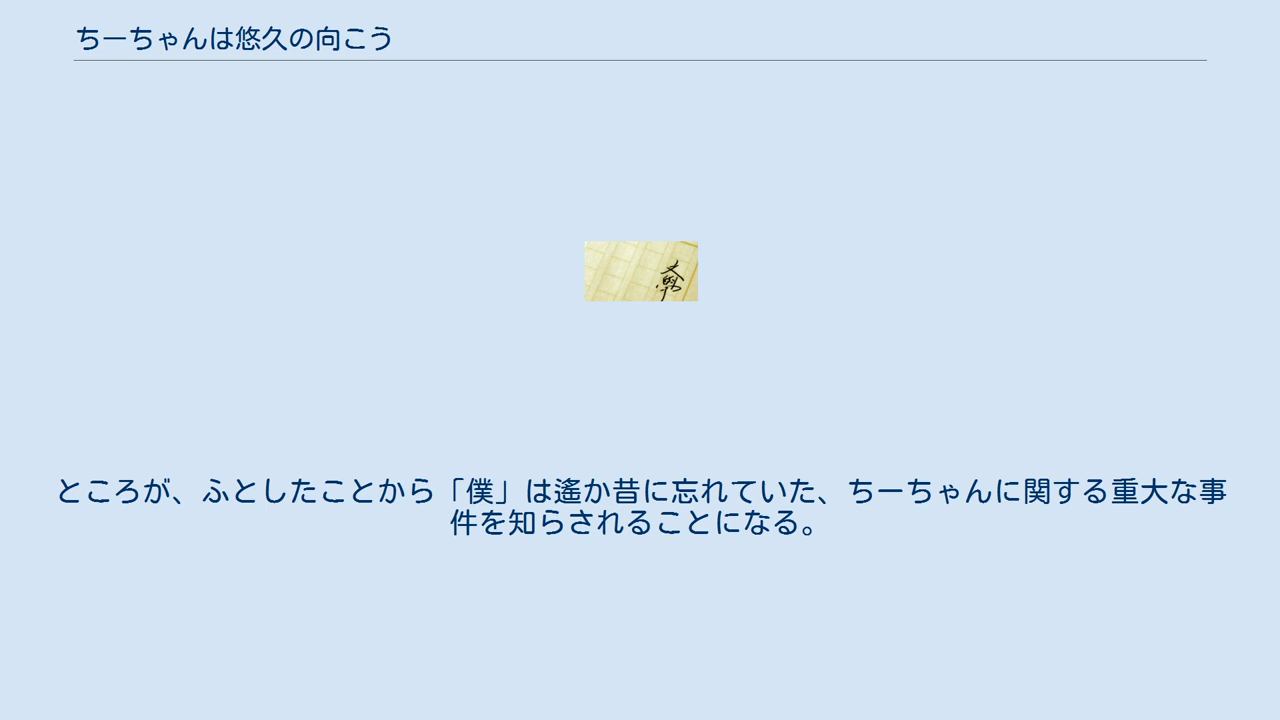 ちーちゃんは悠久の向こう
ところが、ふとしたことから「僕」は遙か昔に忘れていた、ちーちゃんに関する重大な事
件を知らされることになる。